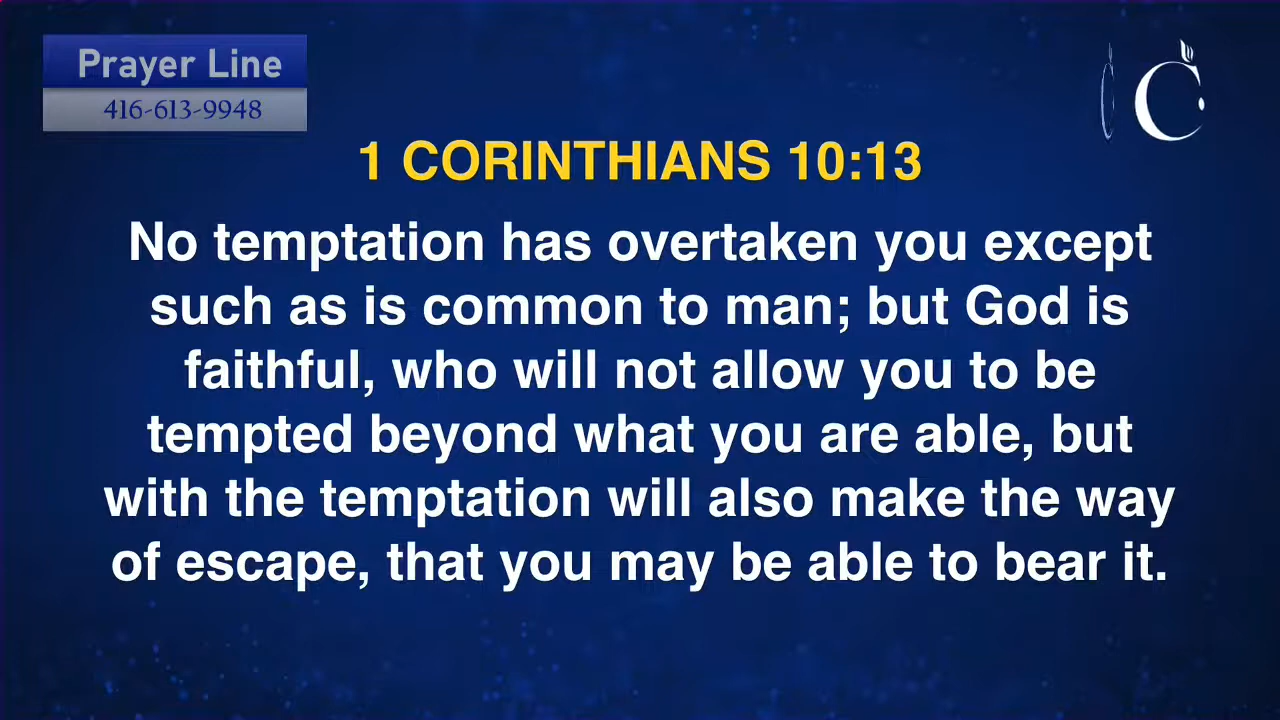 Prayer Line
416-613-9948
1 CORINTHIANS 10:13
No temptation has overtaken you except
such as is common to man; but God is
faithful, who will not allow you to be
tempted beyond what you are able, but
with the temptation will also make the way
of escape, that you may be able to bear it.